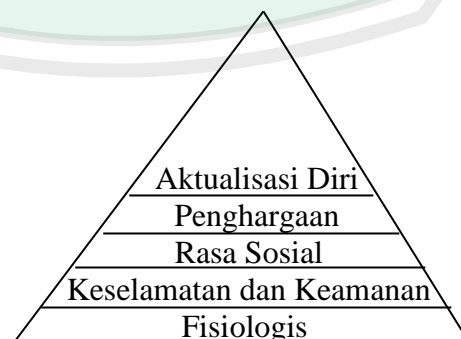 Aktualisasi Diri
Penghargaan
Rasa Sosial
Keselamatan dan Keamanan
Fisiologis